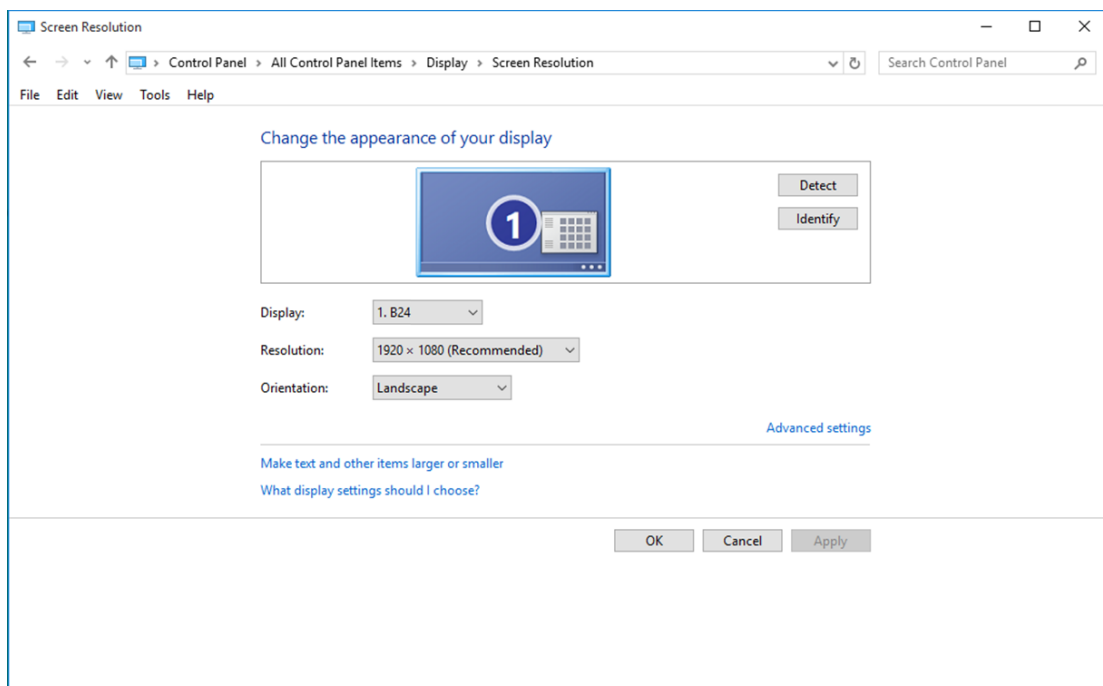 Screen Resolution
Control Panel > All Control Panel Items > Display > Screen Resolution
Search Control Panel
File Edit View Tools Help
Change the appearance of your display
1
Detect
Identify
Display: 1. B24
Resolution: 1920 × 1080 (Recommended)
Orientation: Landscape
Advanced settings
Make text and other items larger or smaller
What display settings should I choose?
OK Cancel Apply